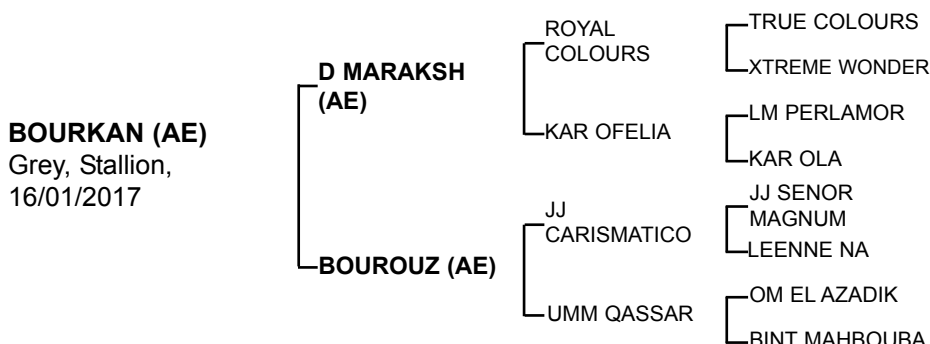 BOURKAN (AE)
Grey, Stallion,
16/01/2017
D MARAKSH
(AE)
BOUROUZ (AE)
ROYAL
COLOURS
KAR OFELIA
JJ
CARISMATICO
UMM QASSAR
TRUE COLOURS
XTREME WONDER
LM PERLAMOR
KAR OLA
JJ SENOR
MAGNUM
LEENNE NA
OM EL AZADIK
BINT MAHBOUBA